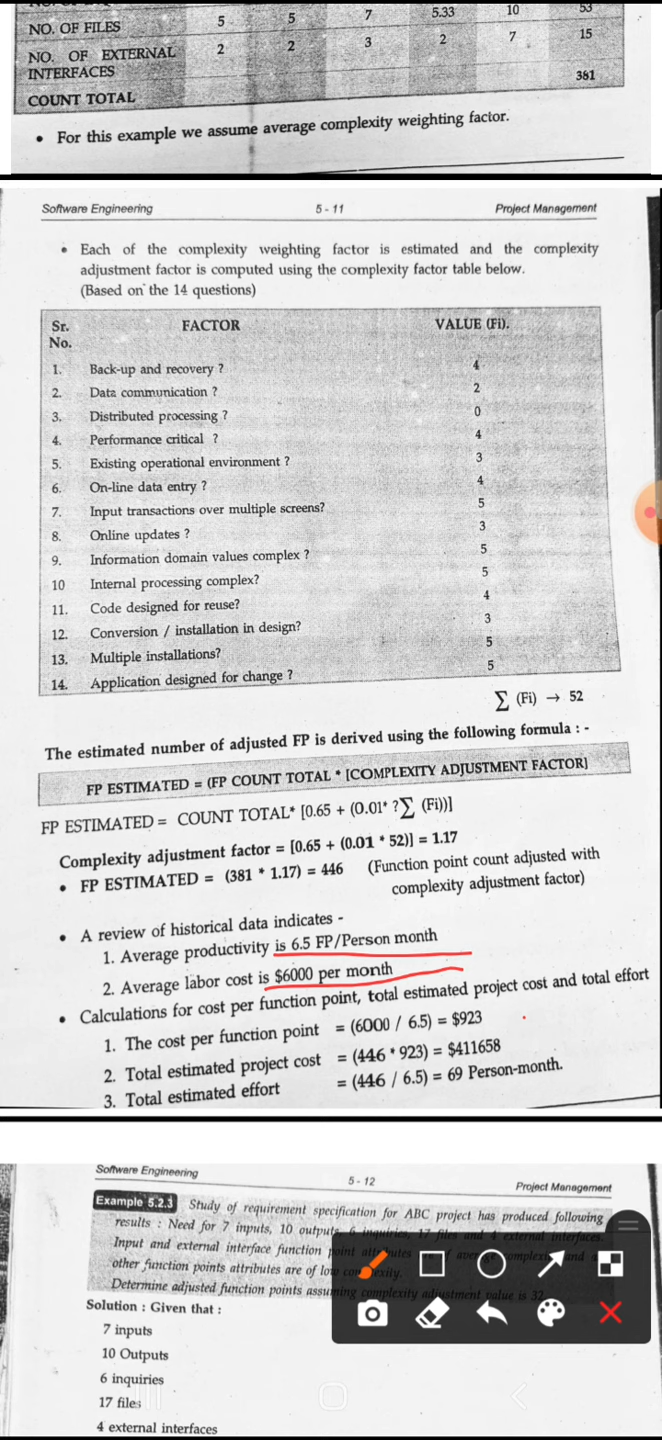 NO. OF FILES 5 5 7 5.33 10 53
NO. OF EXTERNAL INTERFACES 2 2 3 2 7 15
COUNT TOTAL 381
• For this example we assume average complexity weighting factor.
Software Engineering 5 - 11 Project Management
• Each of the complexity weighting factor is estimated and the complexity
adjustment factor is computed using the complexity factor table below.
(Based on the 14 questions)
Sr. No. FACTOR VALUE (Fi).
1. Back-up and recovery ? 4
2. Data communication ? 2
3. Distributed processing ? 0
4. Performance critical ? 4
5. Existing operational environment ? 3
6. On-line data entry ? 4
7. Input transactions over multiple screens? 5
8. Online updates ? 3
9. Information domain values complex ? 5
10 Internal processing complex? 5
11. Code designed for reuse? 4
12. Conversion / installation in design? 3
13. Multiple installations? 5
14. Application designed for change ? 5
∑ (Fi) → 52
The estimated number of adjusted FP is derived using the following formula : -
FP ESTIMATED = (FP COUNT TOTAL * [COMPLEXITY ADJUSTMENT FACTOR]
FP ESTIMATED = COUNT TOTAL* [0.65 + (0.01* ?∑ (Fi))]
Complexity adjustment factor = [0.65 + (0.01 * 52)] = 1.17
• FP ESTIMATED = (381 * 1.17) = 446 (Function point count adjusted with
complexity adjustment factor)
• A review of historical data indicates -
1. Average productivity is 6.5 FP/Person month
2. Average labor cost is $6000 per month
• Calculations for cost per function point, total estimated project cost and total effort
1. The cost per function point = (6000 / 6.5) = $923
2. Total estimated project cost = (446 * 923) = $411658
3. Total estimated effort = (446 / 6.5) = 69 Person-month.
Software Engineering 5 - 12 Project Management
Example 5.2.3 Study of requirement specification for ABC project has produced following
results : Need for 7 inputs, 10 outputs, 6 inquiries, 17 files and 4 external interfaces.
Input and external interface function point attributes average complexity and
other function points attributes are of low complexity.
Determine adjusted function points assuming complexity adjustment value is 32.
Solution : Given that :
7 inputs
10 Outputs
6 inquiries
17 files
4 external interfaces